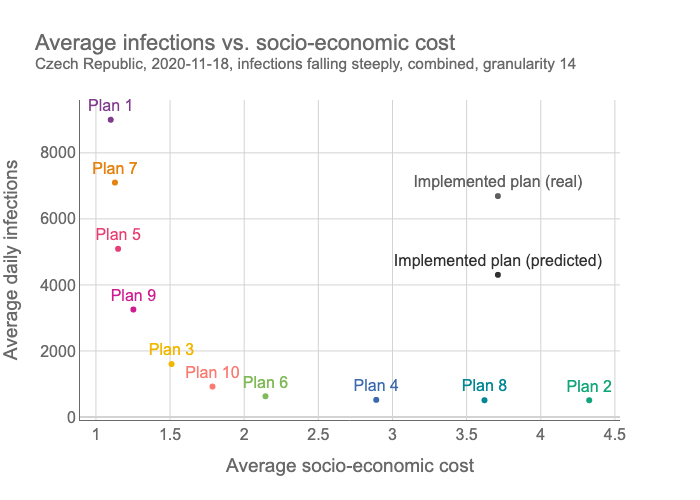 Average infections vs. socio-economic cost
Czech Republic, 2020-11-18, infections falling steeply, combined, granularity 14
Plan 1
8000
Plan 7
Implemented plan (real)
6000
Plan 5
Implemented plan (predicted)
4000
Plan 9
2000
Plan 3
Plan 10
Plan 6
Plan 4
Plan 8
Plan 2
0
1
1.5
2
2.5
3
3.5
4
4.5
Average daily infections
Average socio-economic cost